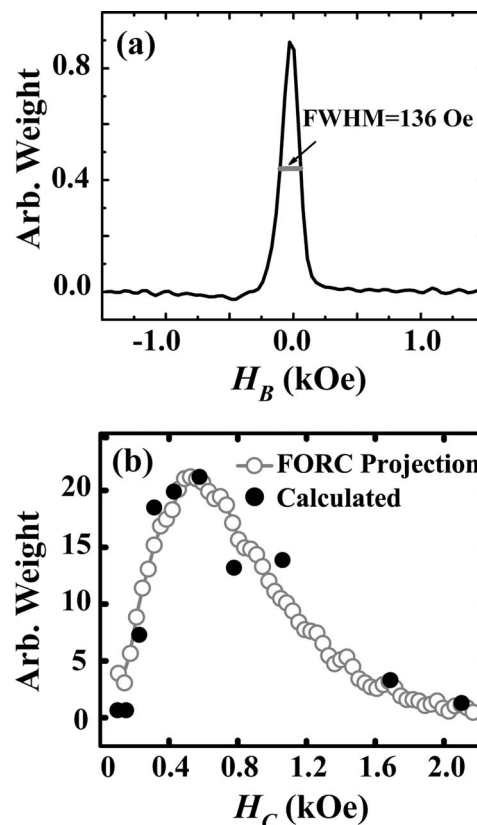 (a)
0.8
0.4
0.0
Arb. Weight
FWHM=136 Oe
-1.0
0.0
1.0
H_B (kOe)
(b)
FORC Projection
Calculated
20
15
10
5
0
Arb. Weight
0
0.4
0.8
1.2
1.6
2.0
H_C (kOe)